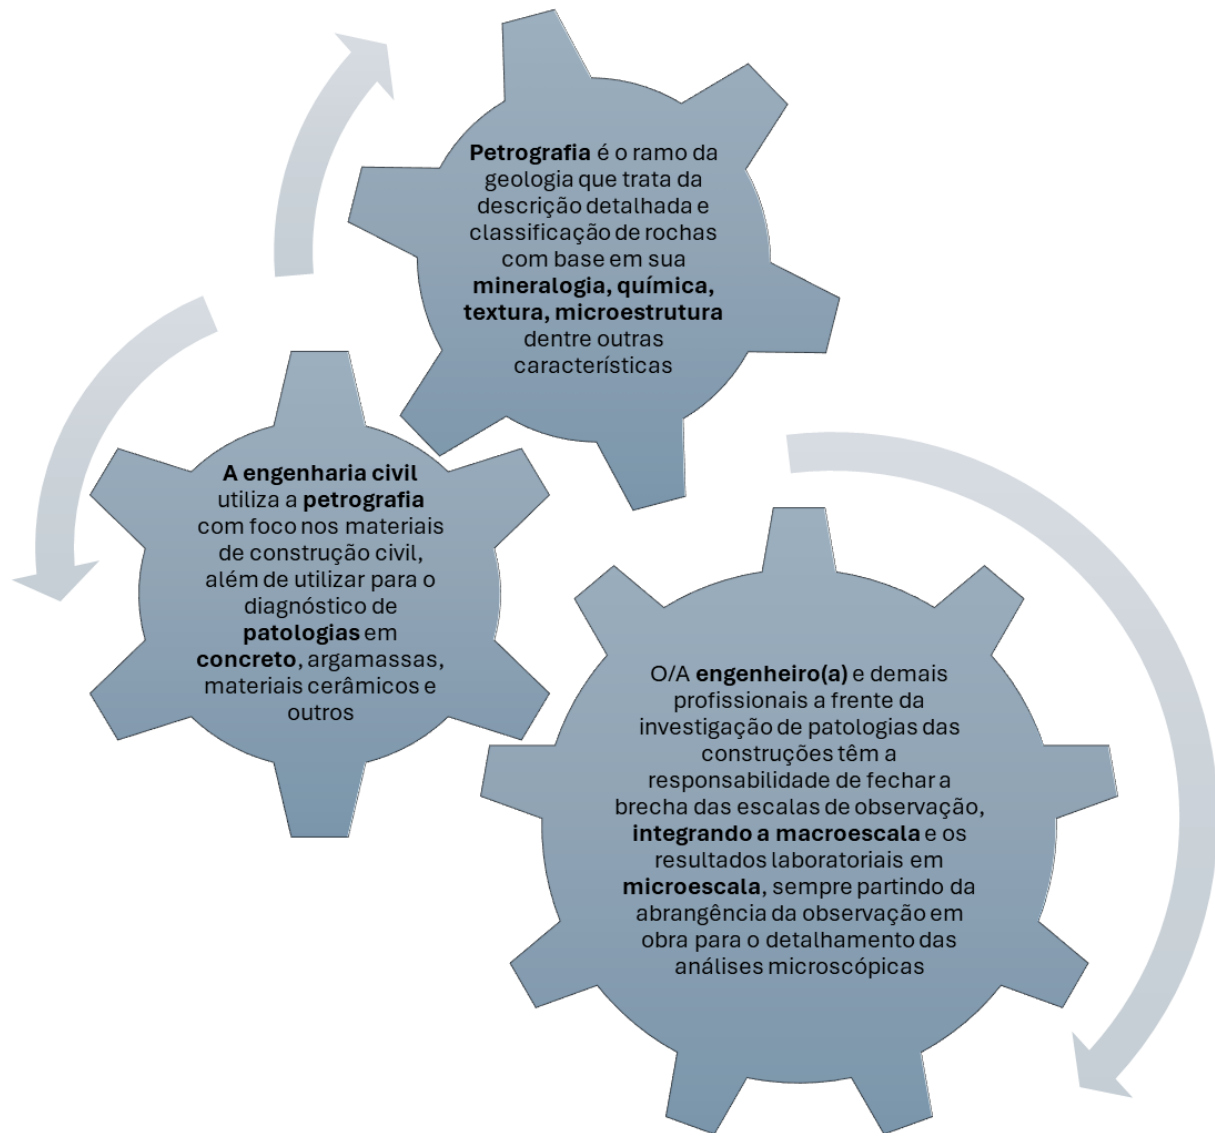 Petrografia é o ramo da
geologia que trata da
descrição detalhada e
classificação de rochas
com base em sua
mineralogia, química,
textura, microestrutura
dentre outras
características
A engenharia civil
utiliza a petrografia
com foco nos materiais
de construção civil,
além de utilizar para o
diagnóstico de
patologias em
concreto, argamassas,
materiais cerâmicos e
outros
O/A engenheiro(a) e demais
profissionais a frente da
investigação de patologias das
construções têm a
responsabilidade de fechar a
brecha das escalas de observação,
integrando a macroescala e os
resultados laboratoriais em
microescala, sempre partindo da
abrangência da observação em
obra para o detalhamento das
análises microscópicas